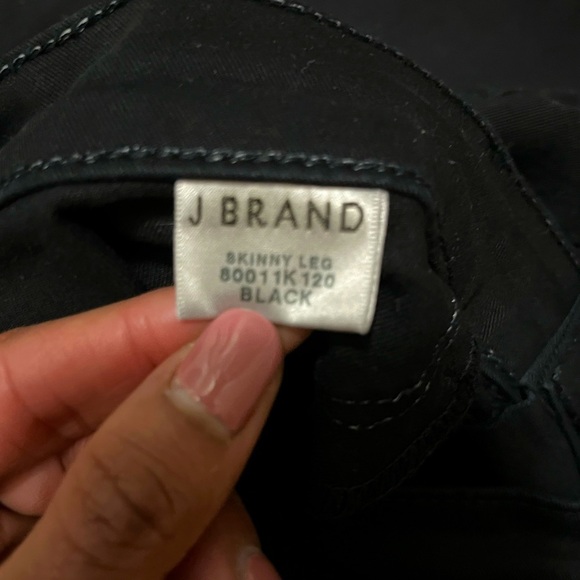 J BRAND
SKINNY LEG
80011K120
BLACK